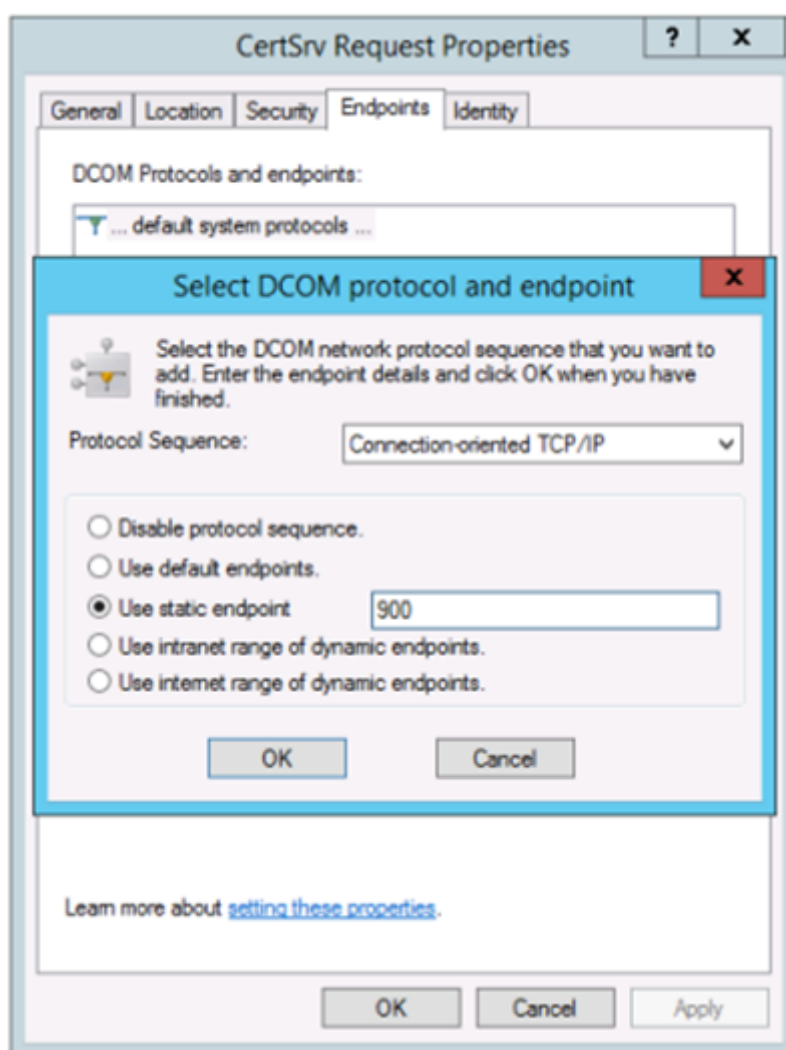 CertSrv Request Properties
? x
General Location Security Endpoints Identity
DCOM Protocols and endpoints:
... default system protocols ...
Select DCOM protocol and endpoint
x
Select the DCOM network protocol sequence that you want to
add. Enter the endpoint details and click OK when you have
finished.
Protocol Sequence: Connection-oriented TCP/IP
Disable protocol sequence.
Use default endpoints.
Use static endpoint 900
Use intranet range of dynamic endpoints.
Use internet range of dynamic endpoints.
OK Cancel
Learn more about setting these properties.
OK Cancel Apply